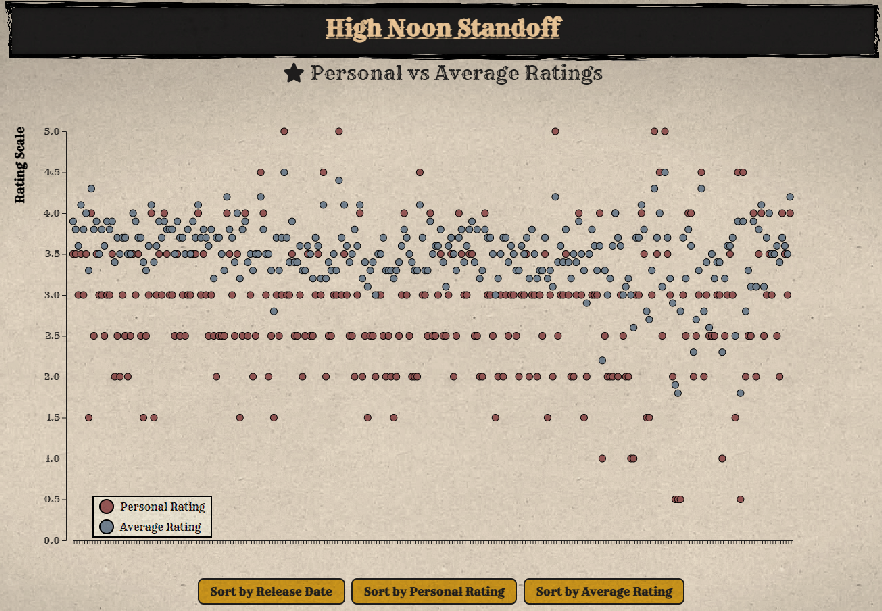 High Noon Standoff
★ Personal vs Average Ratings
Rating Scale
5.0
4.5
4.0
3.5
3.0
2.5
2.0
1.5
1.0
0.5
0.0
Personal Rating
Average Rating
Sort by Release Date
Sort by Personal Rating
Sort by Average Rating